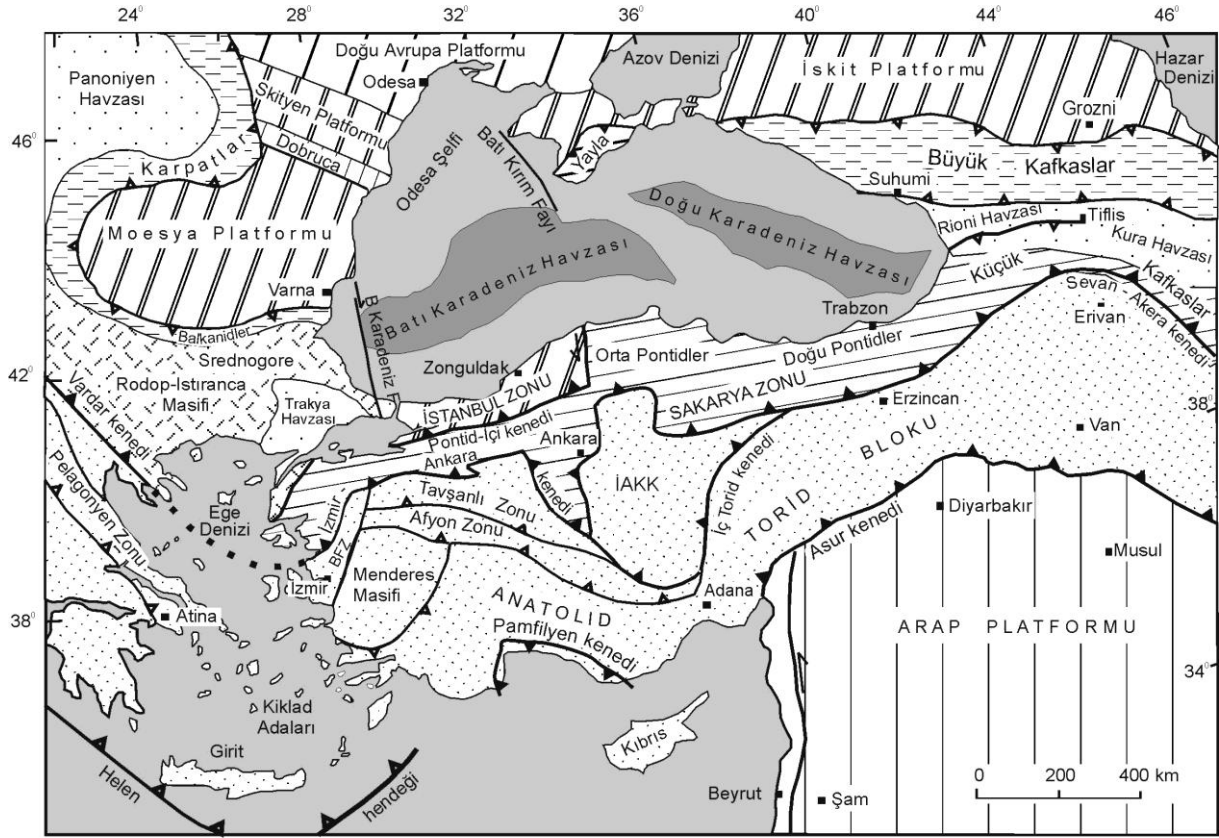 24° 28° 32° 36° 40° 44° 46°
Doğu Avrupa Platformu
Azov Denizi
İskit Platformu
Hazar
Denizi
Panoniyen
Havzası
Odesa
Skityen Platformu
Grozni
46°
Karpatlar
Dobruca
Odesa Şelfi
Batı Kırım Fayı
Yayla
Büyük Kafkaslar
Suhumi
Rioni Havzası
Tiflis
Kura Havzası
Moesya Platformu
Doğu Karadeniz Havzası
Batı Karadeniz Havzası
Küçük Kafkaslar
Varna
Sevan-Akera kenedi
Erivan
Balkanidler
B Karadeniz F
Trabzon
Srednogore
Zonguldak
Orta Pontidler
Doğu Pontidler
42°
Rodop-Istıranca
Masifi
Vardar kenedi
Trakya
Havzası
İSTANBUL ZONU
SAKARYA ZONU
Erzincan
38°
Pontid-İçi kenedi
Ankara
Van
İzmir Ankara kenedi
BLOKU
Pelagonyen Zonu
Ege
Denizi
Tavşanlı Zonu
İAKK
İç Torid kenedi
TORİD
Afyon Zonu
Asur kenedi
Diyarbakır
BFZ
Musul
Menderes
Masifi
Izmir
Adana
38°
Atina
ANATOLID
Pamfilyen kenedi
ARAP PLATFORMU
34°
Kiklad
Adaları
Kıbrıs
Girit
0 200 400 km
Helen hendeği
Beyrut
Şam